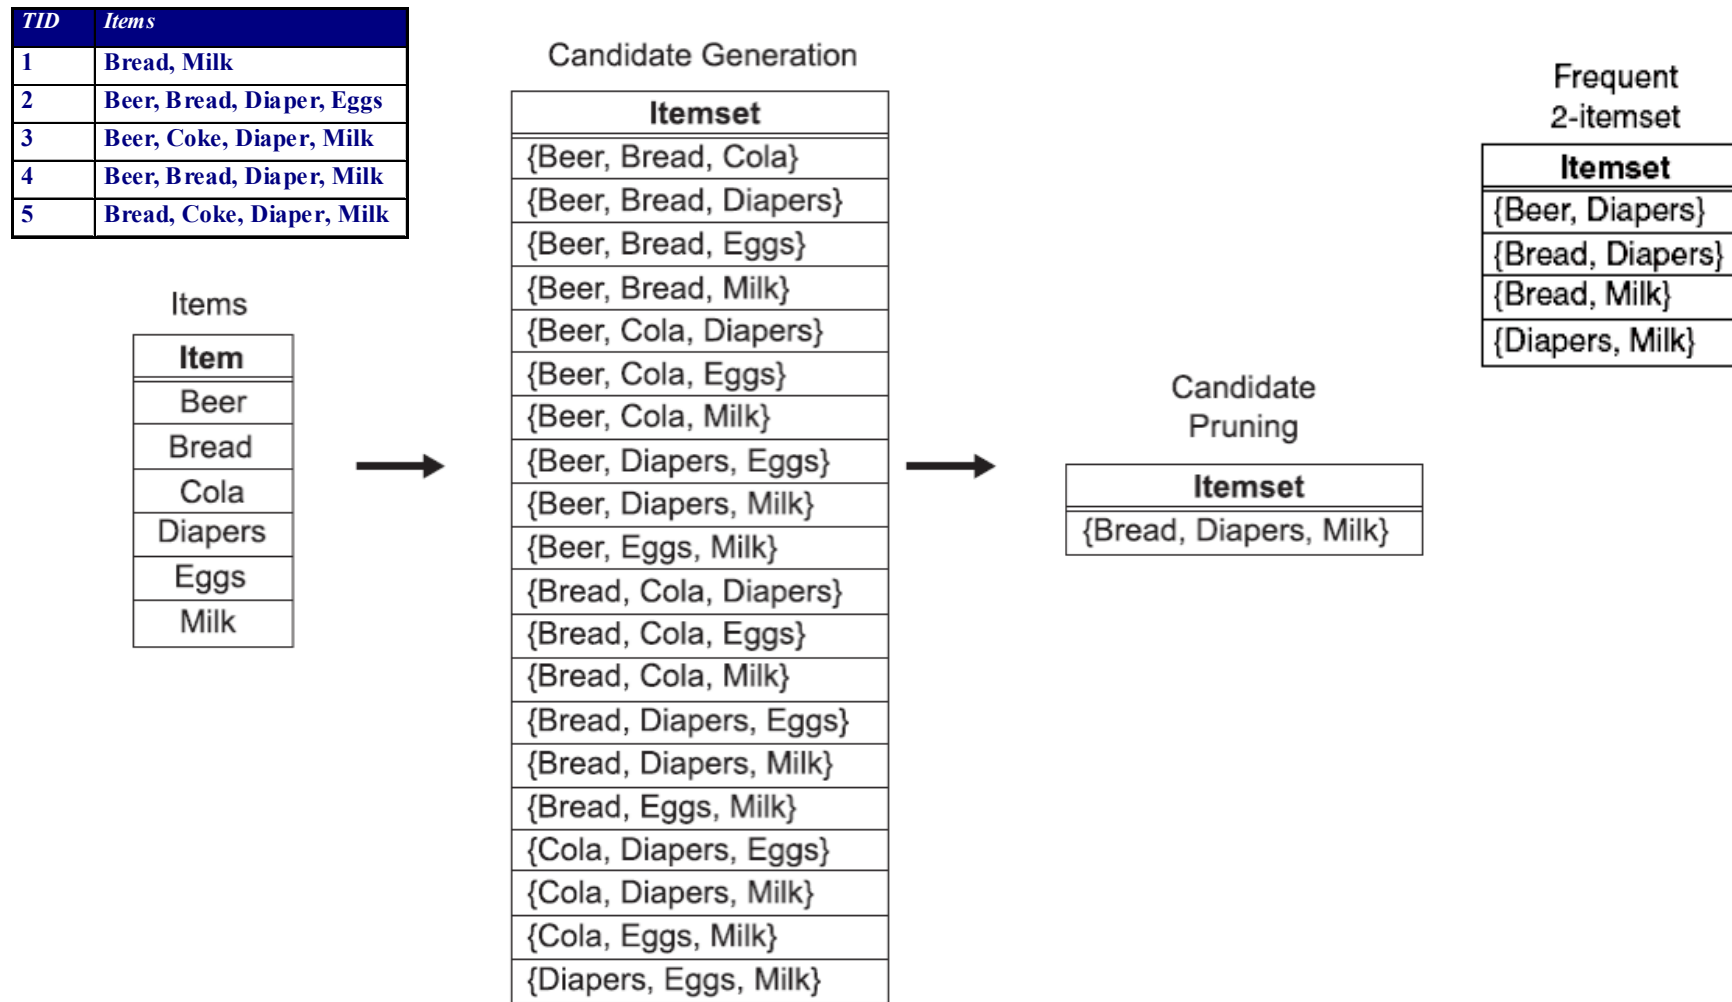 TID Items
1 Bread, Milk
2 Beer, Bread, Diaper, Eggs
3 Beer, Coke, Diaper, Milk
4 Beer, Bread, Diaper, Milk
5 Bread, Coke, Diaper, Milk
Items
Item
Beer
Bread
Cola
Diapers
Eggs
Milk
Candidate Generation
Itemset
{Beer, Bread, Cola}
{Beer, Bread, Diapers}
{Beer, Bread, Eggs}
{Beer, Bread, Milk}
{Beer, Cola, Diapers}
{Beer, Cola, Eggs}
{Beer, Cola, Milk}
{Beer, Diapers, Eggs}
{Beer, Diapers, Milk}
{Beer, Eggs, Milk}
{Bread, Cola, Diapers}
{Bread, Cola, Eggs}
{Bread, Cola, Milk}
{Bread, Diapers, Eggs}
{Bread, Diapers, Milk}
{Bread, Eggs, Milk}
{Cola, Diapers, Eggs}
{Cola, Diapers, Milk}
{Cola, Eggs, Milk}
{Diapers, Eggs, Milk}
Candidate
Pruning
Itemset
{Bread, Diapers, Milk}
Frequent
2-itemset
Itemset
{Beer, Diapers}
{Bread, Diapers}
{Bread, Milk}
{Diapers, Milk}